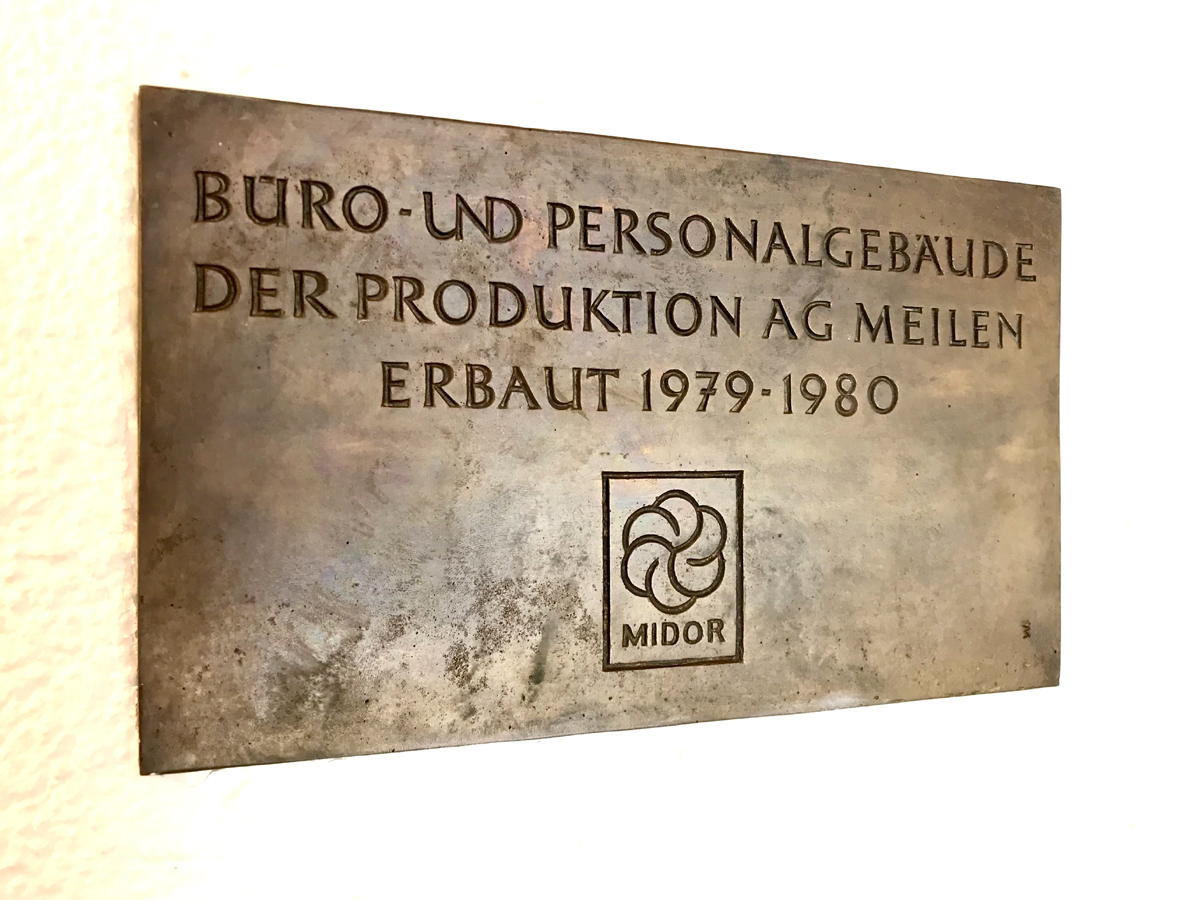 BÜRO-UND PERSONALGEBÄUDE
DER PRODUKTION AG MEILEN
ERBAUT 1979-1980
MIDOR